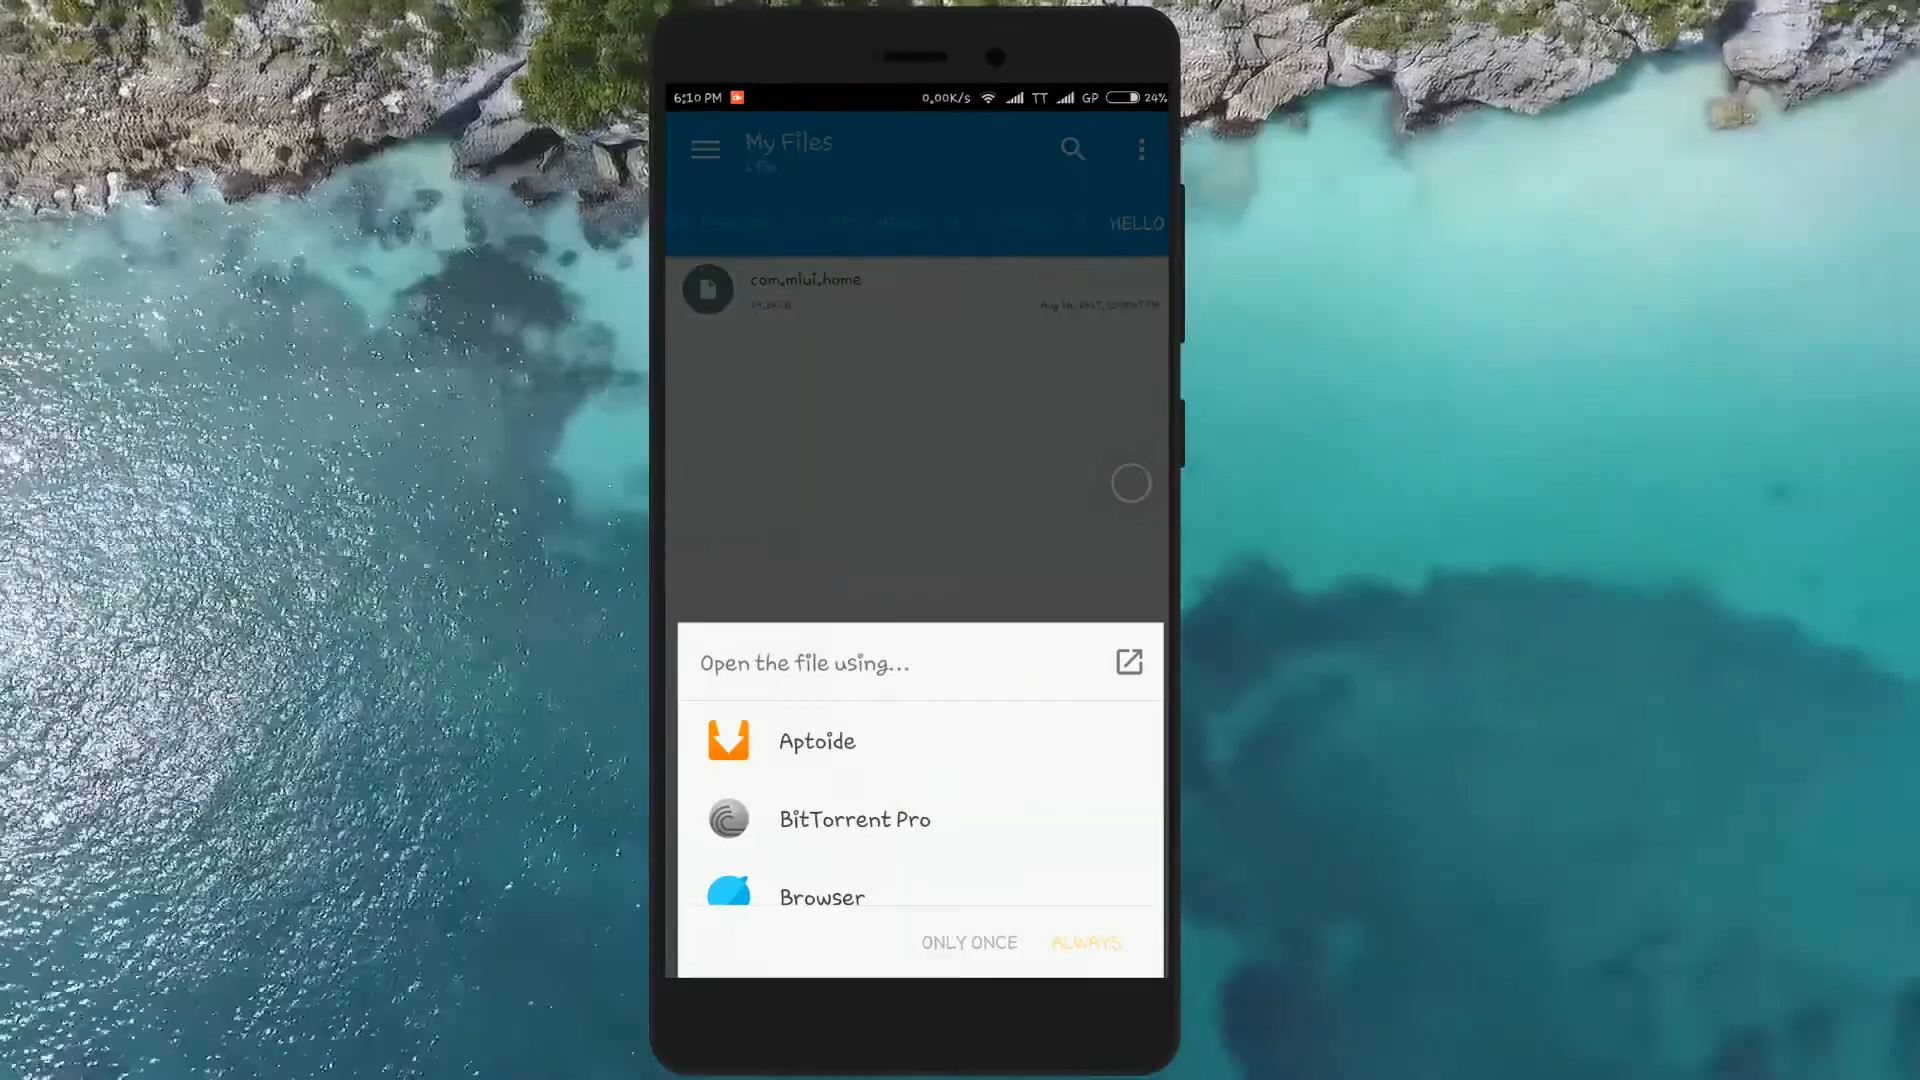 6:10 PM 0.00K/s TT GP 24%
My Files
HELLO
com.miui.home
Open the file using...
Aptoide
BitTorrent Pro
Browser
ONLY ONCE ALWAYS